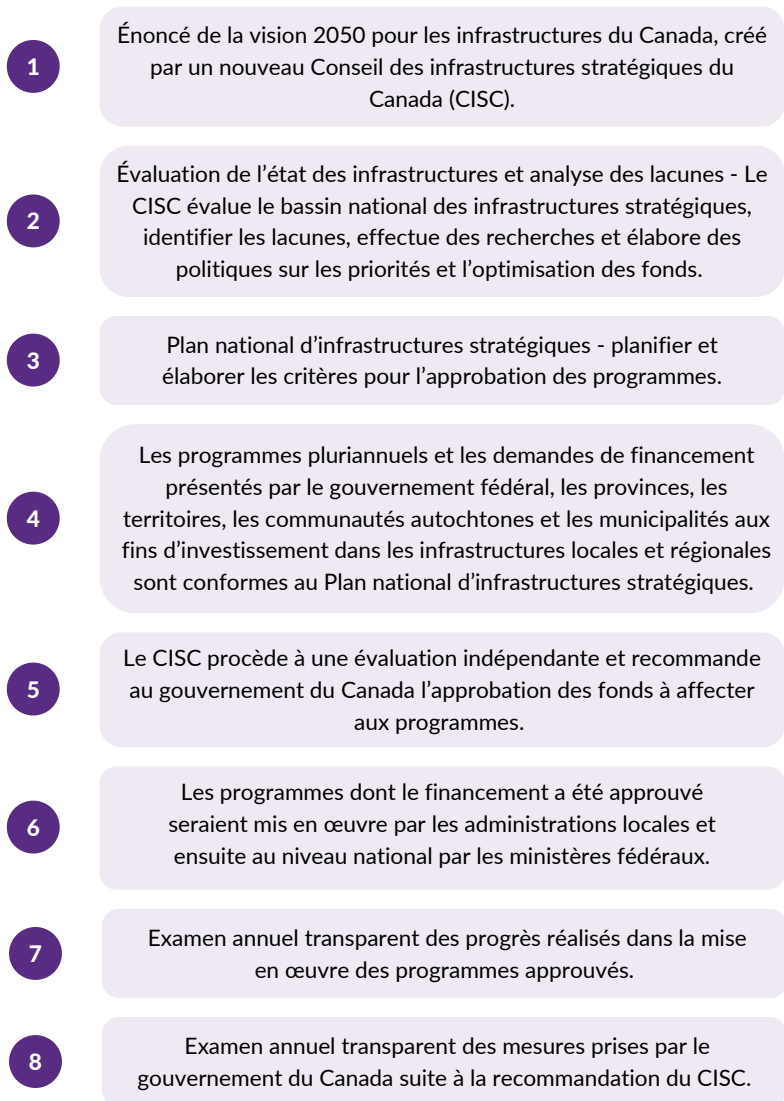 1
Énoncé de la vision 2050 pour les infrastructures du Canada, créé
par un nouveau Conseil des infrastructures stratégiques du
Canada (CISC).
2
Évaluation de l’état des infrastructures et analyse des lacunes - Le
CISC évalue le bassin national des infrastructures stratégiques,
identifier les lacunes, effectue des recherches et élabore des
politiques sur les priorités et l’optimisation des fonds.
3
Plan national d’infrastructures stratégiques - planifier et
élaborer les critères pour l’approbation des programmes.
4
Les programmes pluriannuels et les demandes de financement
présentés par le gouvernement fédéral, les provinces, les
territoires, les communautés autochtones et les municipalités aux
fins d’investissement dans les infrastructures locales et régionales
sont conformes au Plan national d’infrastructures stratégiques.
5
Le CISC procède à une évaluation indépendante et recommande
au gouvernement du Canada l’approbation des fonds à affecter
aux programmes.
6
Les programmes dont le financement a été approuvé
seraient mis en œuvre par les administrations locales et
ensuite au niveau national par les ministères fédéraux.
7
Examen annuel transparent des progrès réalisés dans la mise
en œuvre des programmes approuvés.
8
Examen annuel transparent des mesures prises par le
gouvernement du Canada suite à la recommandation du CISC.